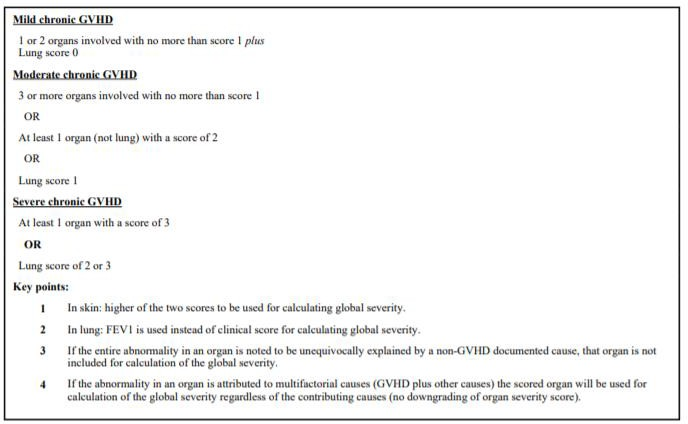 Mild chronic GVHD
1 or 2 organs involved with no more than score 1 plus
Lung score 0
Moderate chronic GVHD
3 or more organs involved with no more than score 1
OR
At least 1 organ (not lung) with a score of 2
OR
Lung score 1
Severe chronic GVHD
At least 1 organ with a score of 3
OR
Lung score of 2 or 3
Key points:
1 In skin: higher of the two scores to be used for calculating global severity.
2 In lung: FEV1 is used instead of clinical score for calculating global severity.
3 If the entire abnormality in an organ is noted to be unequivocally explained by a non-GVHD documented cause, that organ is not
included for calculation of the global severity.
4 If the abnormality in an organ is attributed to multifactorial causes (GVHD plus other causes) the scored organ will be used for
calculation of the global severity regardless of the contributing causes (no downgrading of organ severity score).